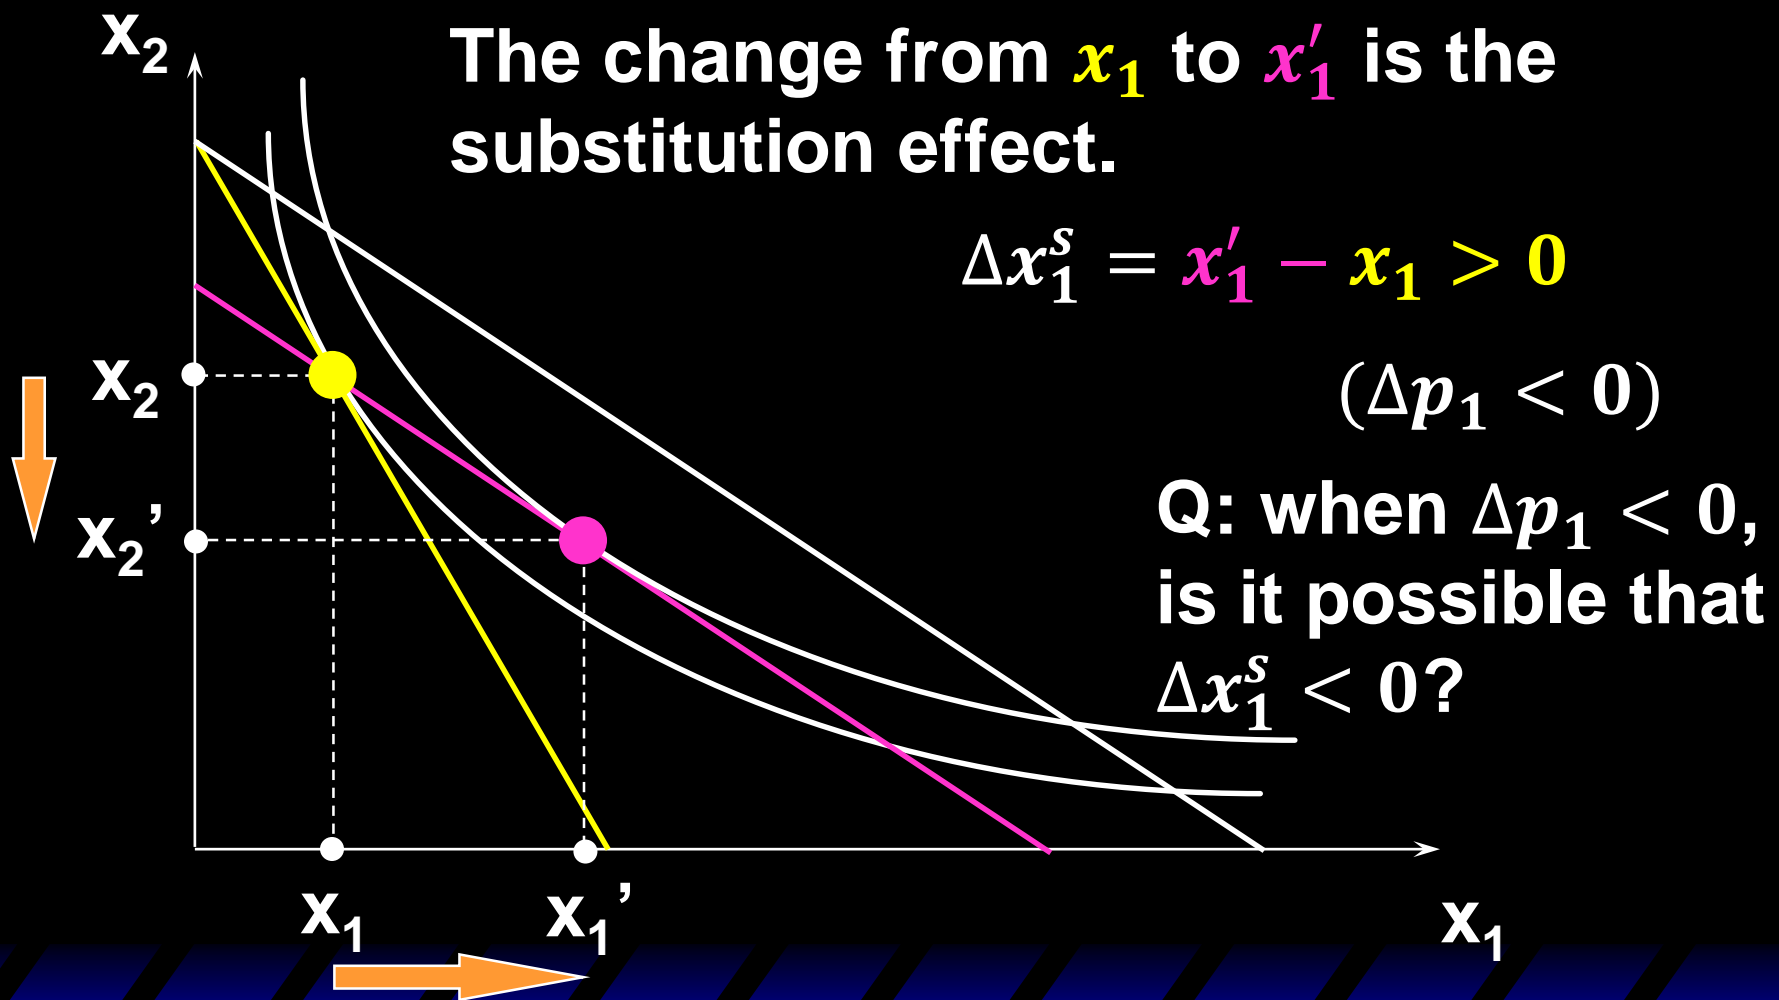 x₂
The change from x₁ to x₁′ is the
substitution effect.
Δx₁ˢ = x₁′ − x₁ > 0
(Δp₁ < 0)
x₂
Q: when Δp₁ < 0,
x₂’
is it possible that
Δx₁ˢ < 0?
x₁
x₁’
x₁